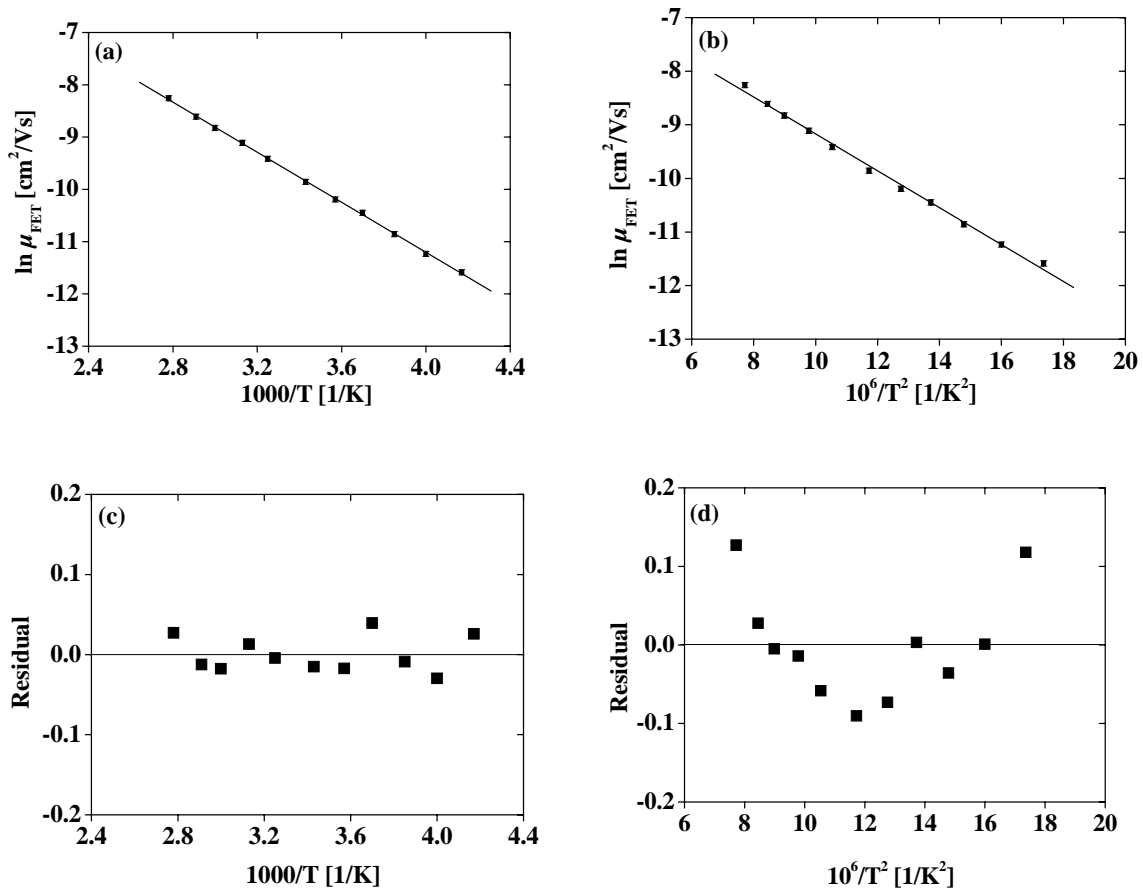 (a)
-7
-8
-9
-10
-11
-12
-13
ln μFET [cm²/Vs]
2.4 2.8 3.2 3.6 4.0 4.4
1000/T [1/K]
(b)
-7
-8
-9
-10
-11
-12
-13
ln μFET [cm²/Vs]
6 8 10 12 14 16 18 20
10⁶/T² [1/K²]
(c)
0.2
0.1
0.0
-0.1
-0.2
Residual
2.4 2.8 3.2 3.6 4.0 4.4
1000/T [1/K]
(d)
0.2
0.1
0.0
-0.1
-0.2
Residual
6 8 10 12 14 16 18 20
10⁶/T² [1/K²]